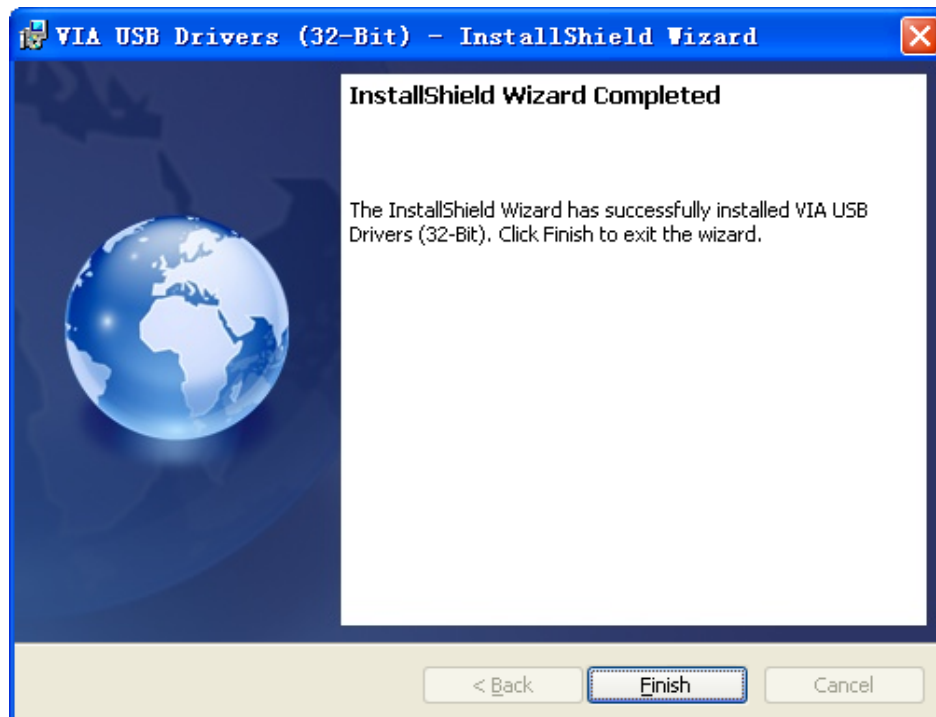 VIA USB Drivers (32-Bit) - InstallShield Wizard
InstallShield Wizard Completed
The InstallShield Wizard has successfully installed VIA USB
Drivers (32-Bit). Click Finish to exit the wizard.
< Back
Finish
Cancel